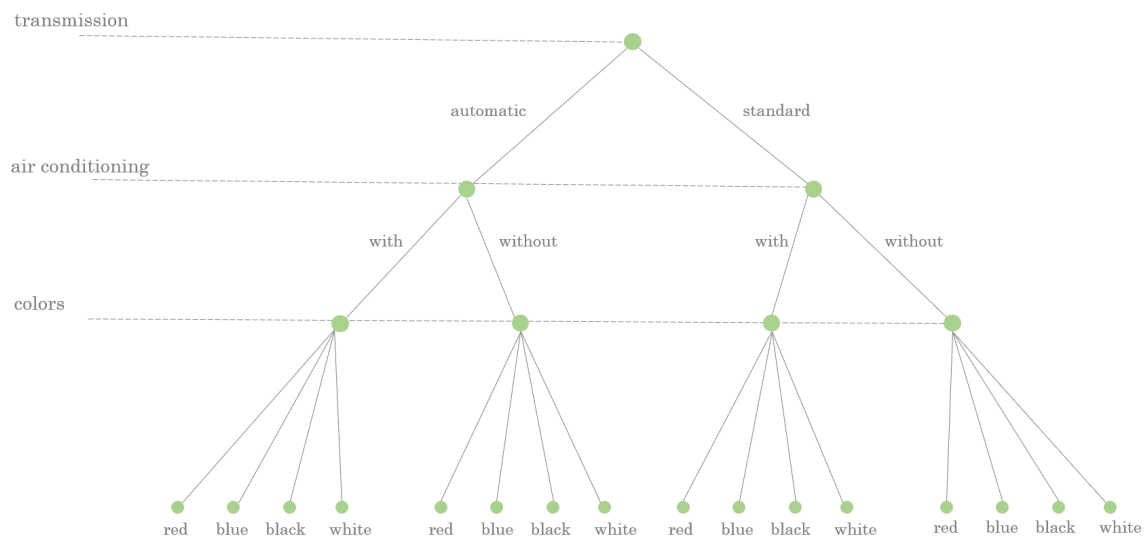 transmission
automatic standard
air conditioning
with without with without
colors
red blue black white red blue black white red blue black white red blue black white